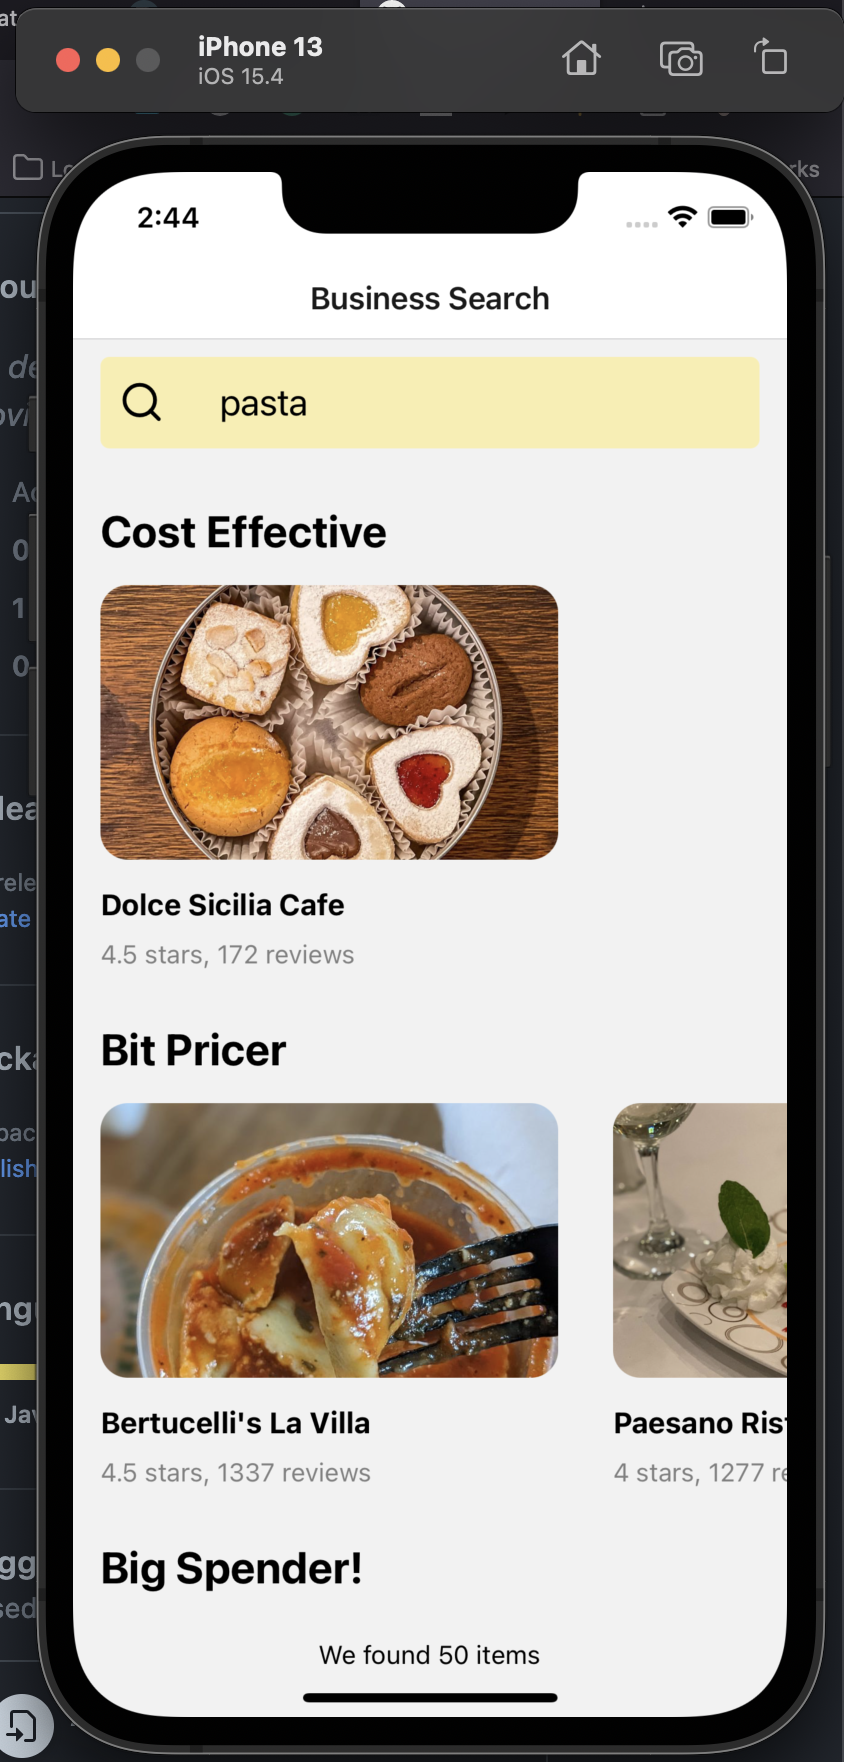 iPhone 13
iOS 15.4
2:44
Business Search
pasta
Cost Effective
Dolce Sicilia Cafe
4.5 stars, 172 reviews
Bit Pricer
Bertucelli's La Villa
4.5 stars, 1337 reviews
Paesano Ris
4 stars, 1277 re
Big Spender!
We found 50 items